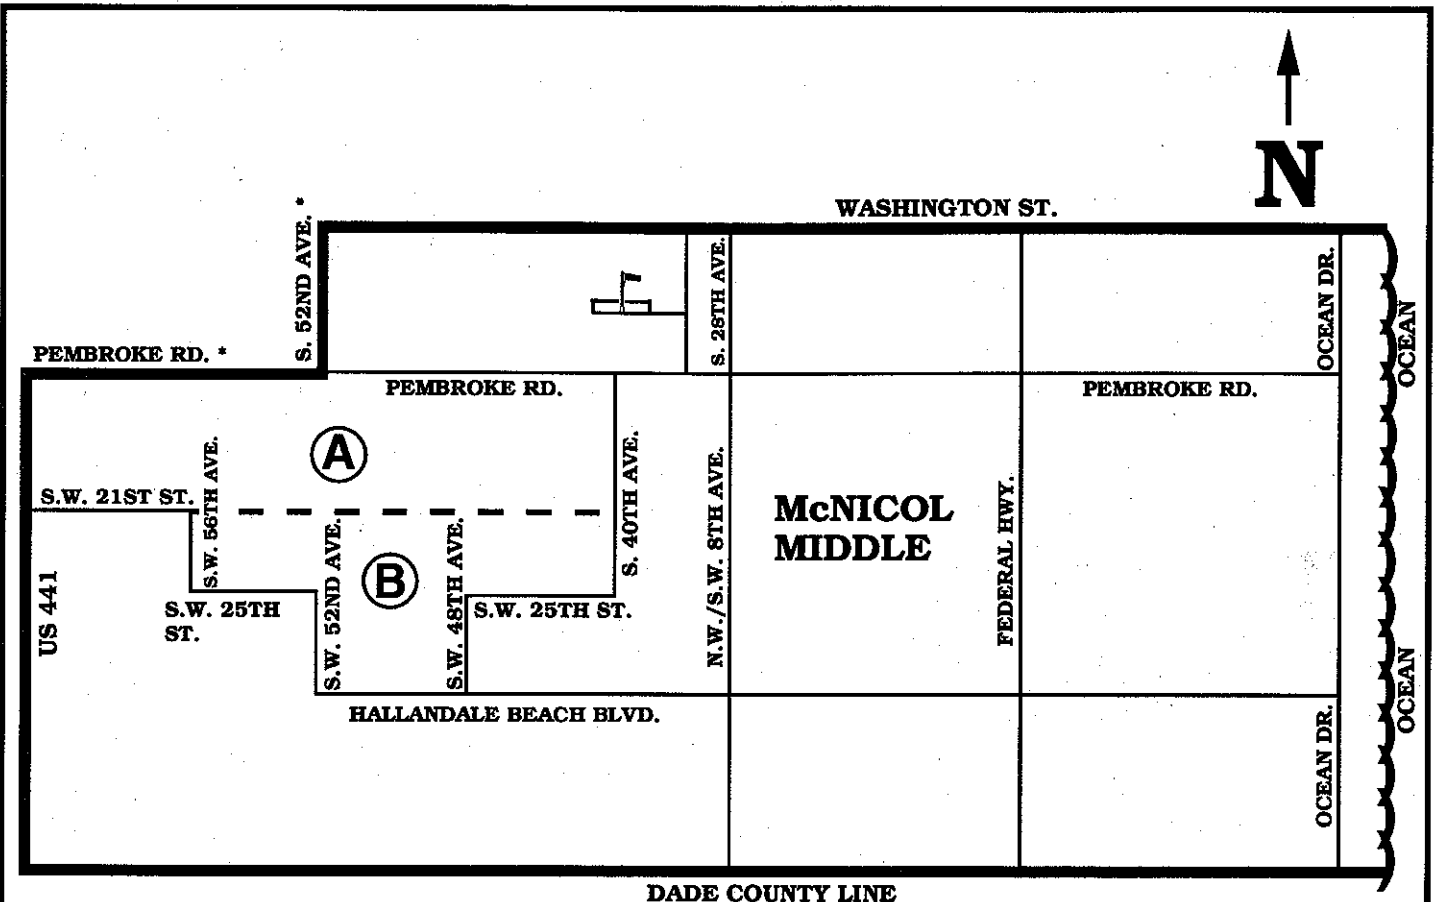 N
WASHINGTON ST.
S. 52ND AVE. *
S. 28TH AVE.
OCEAN DR.
OCEAN
PEMBROKE RD. *
PEMBROKE RD.
PEMBROKE RD.
A
S.W. 21ST ST.
S.W. 56TH AVE.
S. 40TH AVE.
N.W./S.W. 8TH AVE.
McNICOL
MIDDLE
FEDERAL HWY.
US 441
S.W. 25TH
ST.
S.W. 52ND AVE.
B
S.W. 48TH AVE.
S.W. 25TH ST.
OCEAN
HALLANDALE BEACH BLVD.
OCEAN DR.
DADE COUNTY LINE